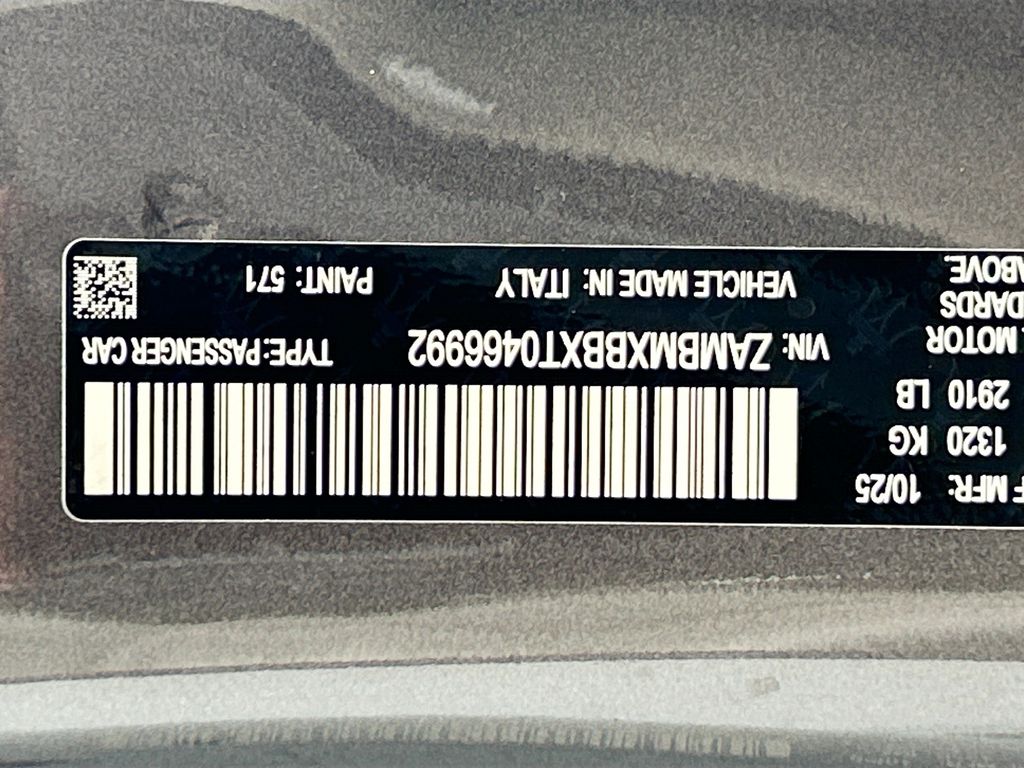 F MFR: 10/25
1320 KG
2910 LB
MOTOR
DARDS
ABOVE.
VIN: ZAMBMXBBXT0466992
TYPE: PASSENGER CAR
VEHICLE MADE IN: ITALY
PAINT: 571